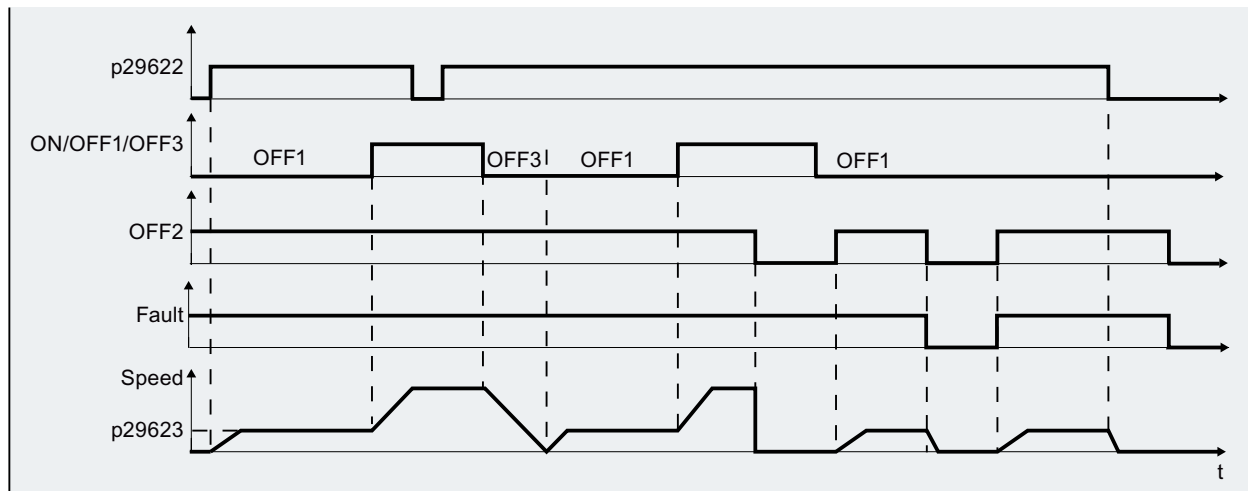 p29622
ON/OFF1/OFF3
OFF1
OFF3
OFF1
OFF1
OFF2
Fault
Speed
p29623
t